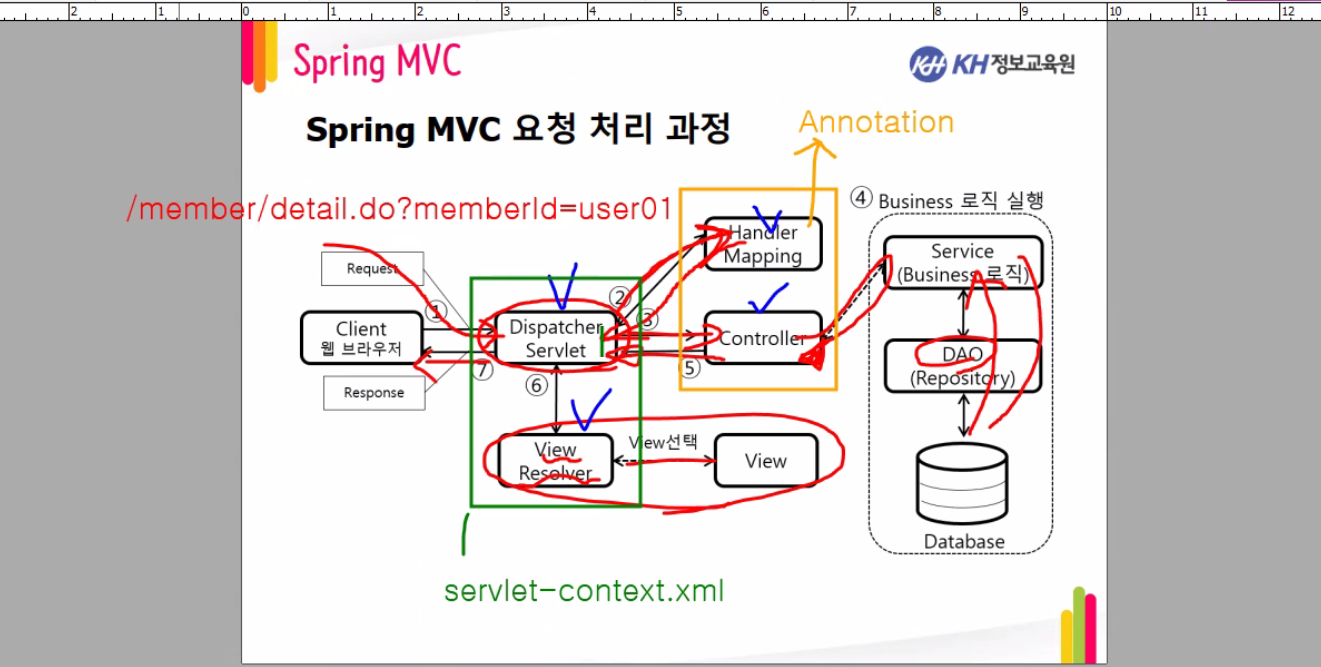 2 1 0 1 2 3 4 5 6 7 8 9 10 11 12
Spring MVC
KH KH정보교육원
Spring MVC 요청 처리 과정
Annotation
/member/detail.do?memberId=user01
④ Business 로직 실행
Handler
Mapping
Service
(Business 로직)
Request
①
②
③
Client
웹 브라우저
Dispatcher
Servlet
Controller
DAO
(Repository)
⑦
⑥
⑤
Response
View
Resolver
View선택
View
Database
servlet-context.xml